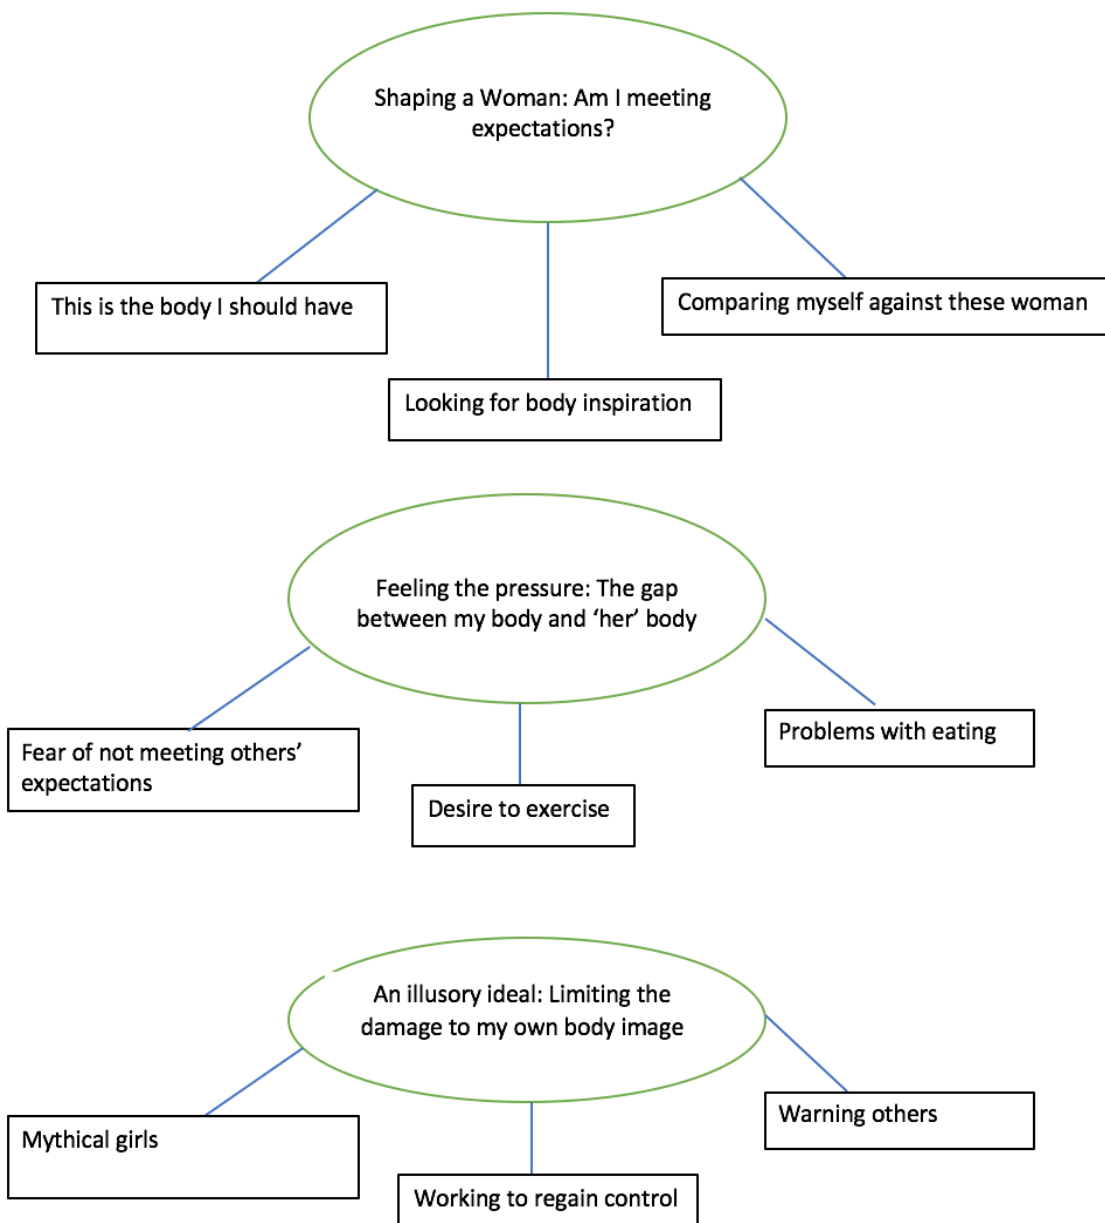 Shaping a Woman: Am I meeting
expectations?
This is the body I should have
Comparing myself against these woman
Looking for body inspiration
Feeling the pressure: The gap
between my body and ‘her’ body
Fear of not meeting others’
expectations
Problems with eating
Desire to exercise
An illusory ideal: Limiting the
damage to my own body image
Mythical girls
Warning others
Working to regain control